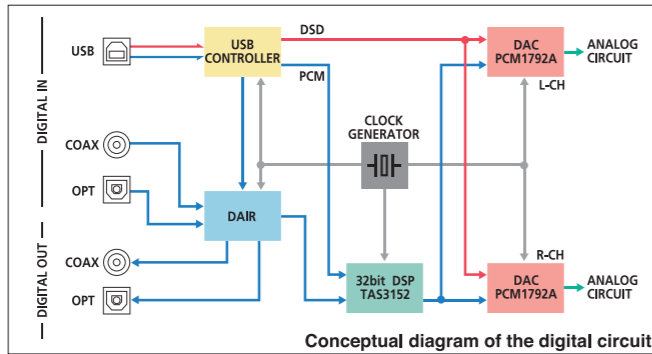 DIGITAL IN
USB
USB
CONTROLLER
DSD
PCM
DAC
PCM1792A
L-CH
ANALOG
CIRCUIT
CLOCK
GENERATOR
COAX
OPT
DAIR
DIGITAL OUT
COAX
OPT
32bit DSP
TAS3152
R-CH
DAC
PCM1792A
ANALOG
CIRCUIT
Conceptual diagram of the digital circuit